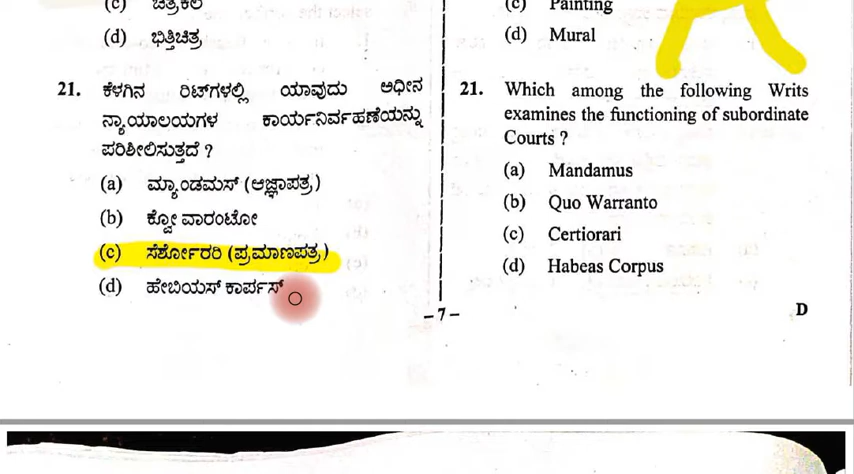 (c) ಚಿತ್ರಕಲೆ
(d) ಭಿತ್ತಿಚಿತ್ರ
21. ಕೆಳಗಿನ ರಿಟ್‌ಗಳಲ್ಲಿ ಯಾವುದು ಅಧೀನ
ನ್ಯಾಯಾಲಯಗಳ ಕಾರ್ಯನಿರ್ವಹಣೆಯನ್ನು
ಪರಿಶೀಲಿಸುತ್ತದೆ ?
(a) ಮ್ಯಾಂಡಮಸ್ (ಆಜ್ಞಾಪತ್ರ)
(b) ಕ್ವೋ ವಾರಂಟೋ
(c) ಸೆರ್ಶಿಯೋರರಿ (ಪ್ರಮಾಣಪತ್ರ)
(d) ಹೇಬಿಯಸ್ ಕಾರ್ಪಸ್
(c) Painting
(d) Mural
21. Which among the following Writs
examines the functioning of subordinate
Courts ?
(a) Mandamus
(b) Quo Warranto
(c) Certiorari
(d) Habeas Corpus
– 7 –
D